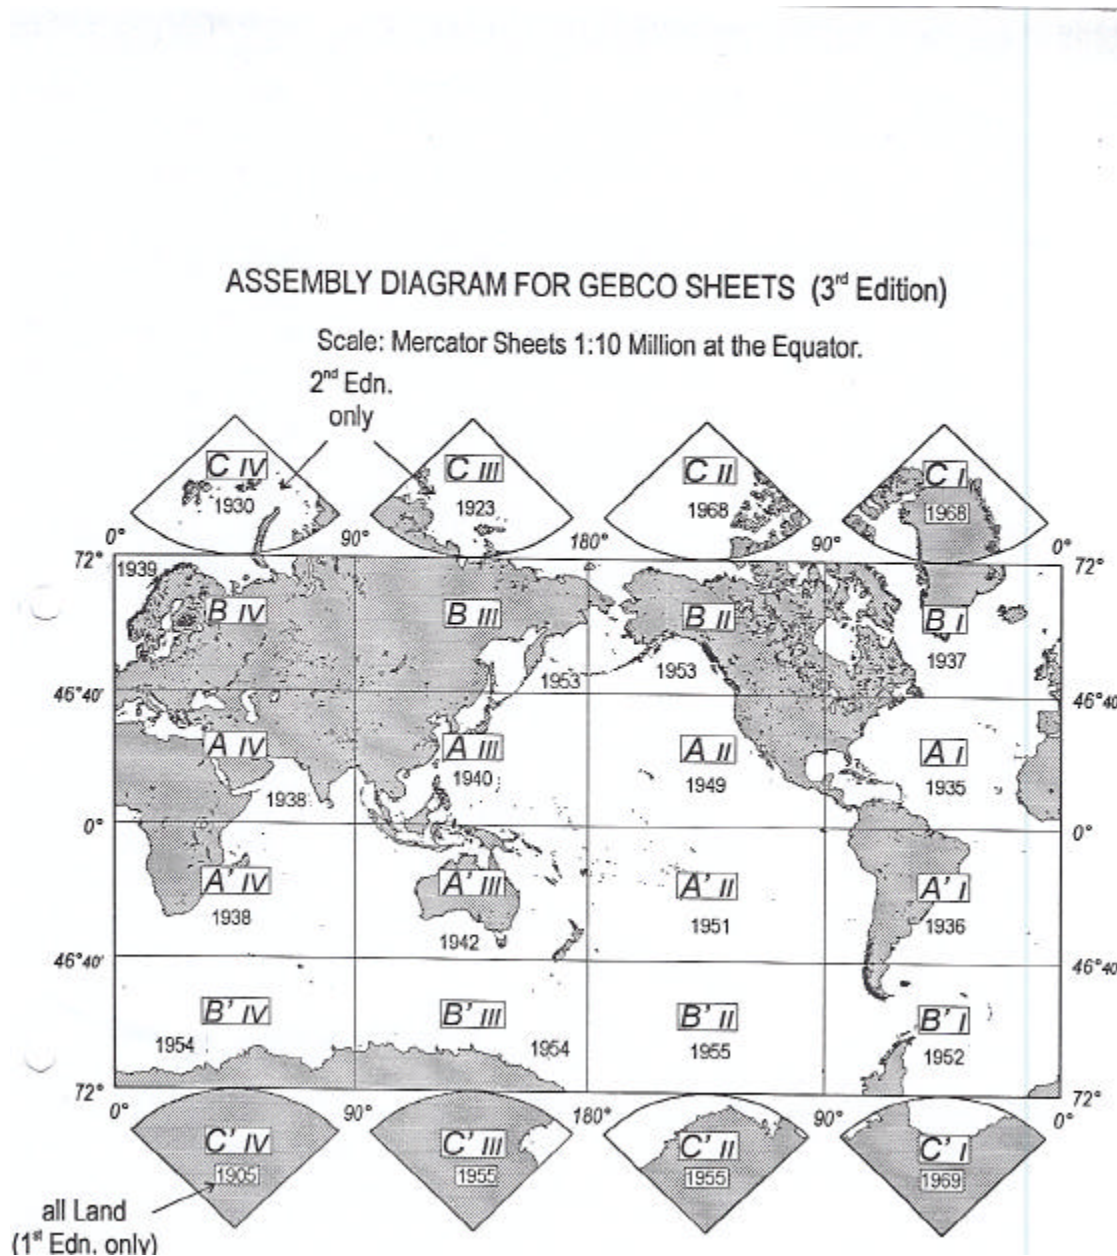 ASSEMBLY DIAGRAM FOR GEBCO SHEETS (3rd Edition)
Scale: Mercator Sheets 1:10 Million at the Equator.
2nd Edn.
only
C IV C III C II C I
1930 1923 1968 1968
0° 90° 180° 90° 0°
72° 72°
1939
B IV B III B II B I
1937
1953 1953
46°40' 46°40'
A IV A III A II A I
1938 1940 1949 1935
0° 0°
A' IV A' III A' II A' I
1938 1942 1951 1936
46°40' 46°40'
B' IV B' III B' II B' I
1954 1954 1955 1952
72° 72°
0° 90° 180° 90° 0°
C' IV C' III C' II C' I
1905 1955 1955 1969
all Land
(1st Edn. only)